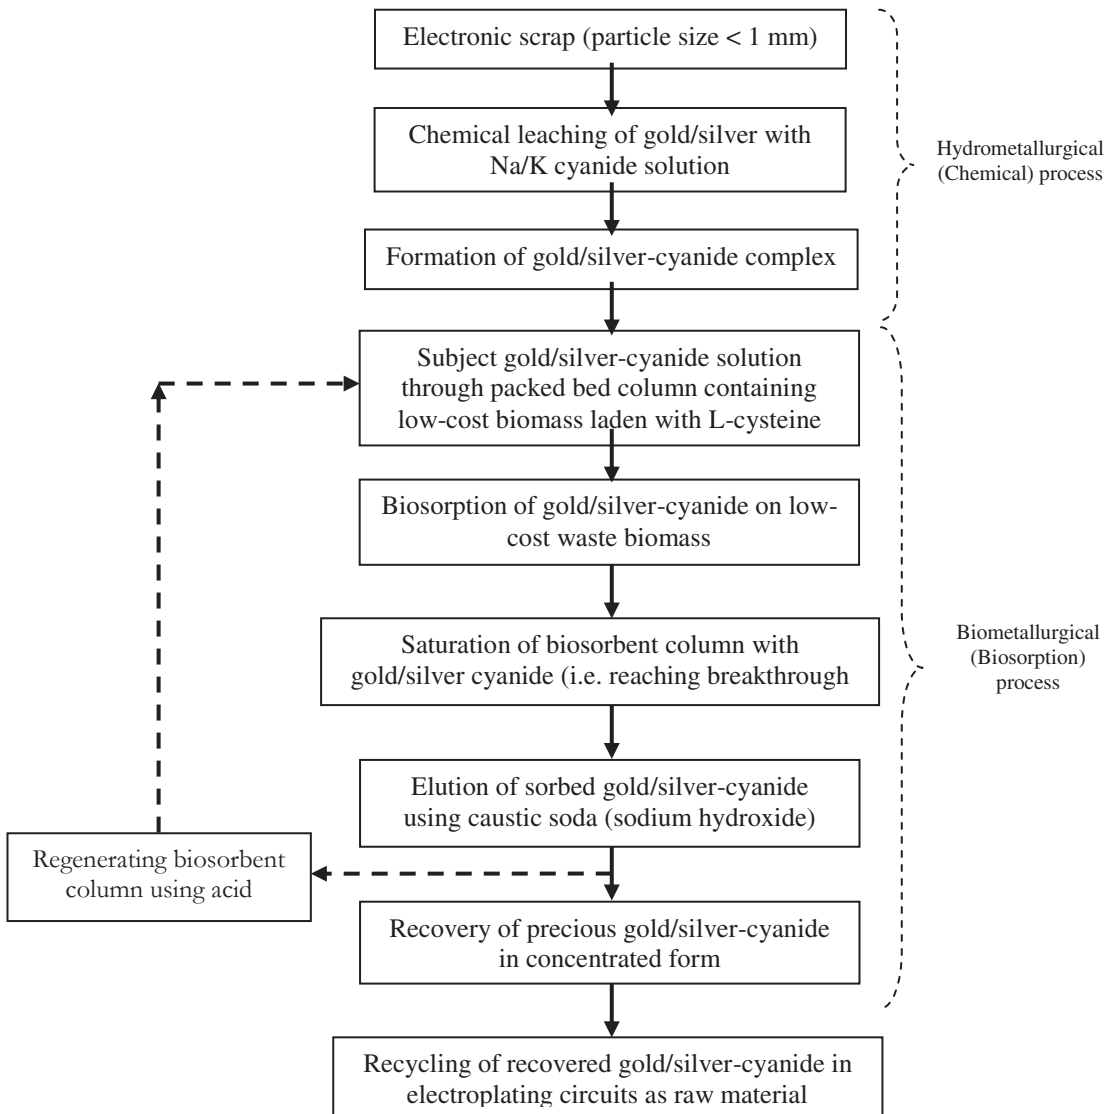 Electronic scrap (particle size < 1 mm)
Chemical leaching of gold/silver with
Na/K cyanide solution
Hydrometallurgical
(Chemical) process
Formation of gold/silver-cyanide complex
Subject gold/silver-cyanide solution
through packed bed column containing
low-cost biomass laden with L-cysteine
Biosorption of gold/silver-cyanide on low-
cost waste biomass
Saturation of biosorbent column with
gold/silver cyanide (i.e. reaching breakthrough
Biometallurgical
(Biosorption)
process
Elution of sorbed gold/silver-cyanide
using caustic soda (sodium hydroxide)
Regenerating biosorbent
column using acid
Recovery of precious gold/silver-cyanide
in concentrated form
Recycling of recovered gold/silver-cyanide in
electroplating circuits as raw material